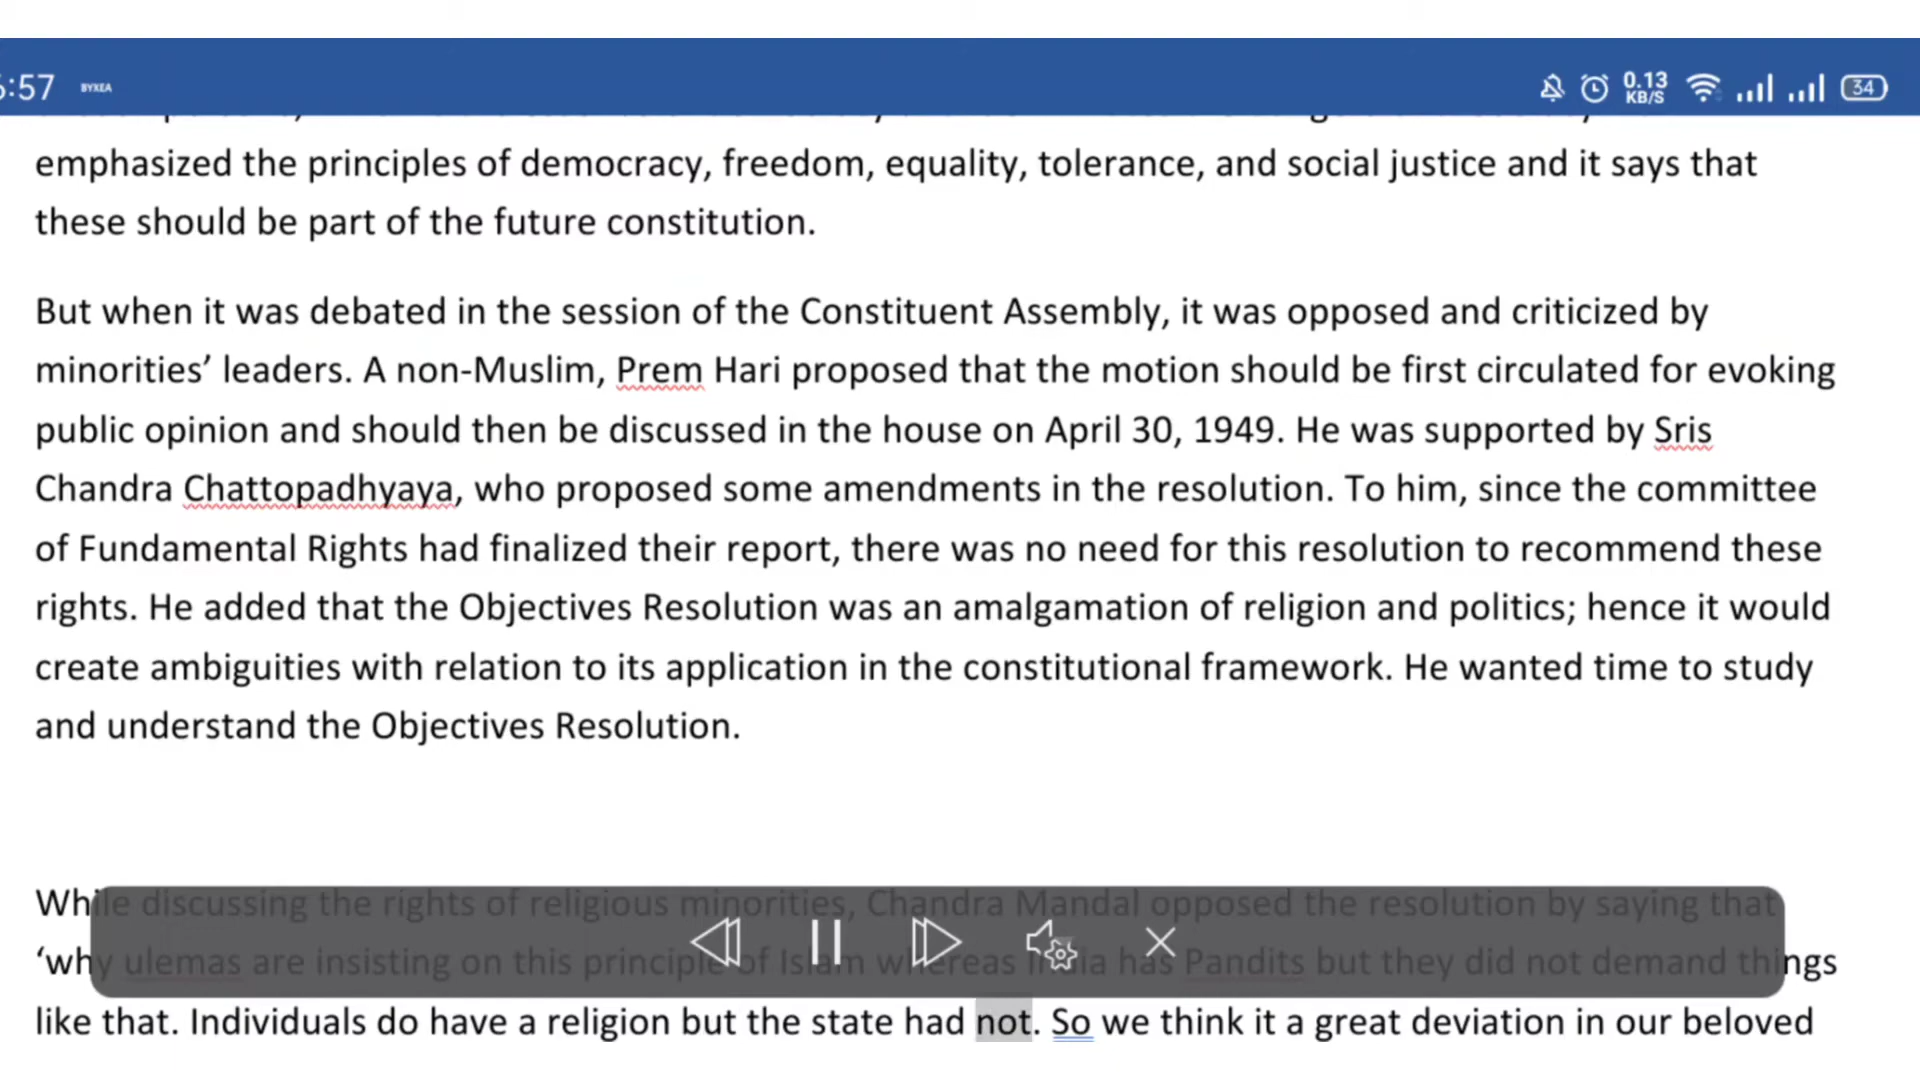 6:57 BYXEA 0.13 KB/S 34
emphasized the principles of democracy, freedom, equality, tolerance, and social justice and it says that
these should be part of the future constitution.
But when it was debated in the session of the Constituent Assembly, it was opposed and criticized by
minorities’ leaders. A non-Muslim, Prem Hari proposed that the motion should be first circulated for evoking
public opinion and should then be discussed in the house on April 30, 1949. He was supported by Sris
Chandra Chattopadhyaya, who proposed some amendments in the resolution. To him, since the committee
of Fundamental Rights had finalized their report, there was no need for this resolution to recommend these
rights. He added that the Objectives Resolution was an amalgamation of religion and politics; hence it would
create ambiguities with relation to its application in the constitutional framework. He wanted time to study
and understand the Objectives Resolution.
While discussing the rights of religious minorities, Chandra Mandal opposed the resolution by saying that
‘why ulemas are insisting on this principle of Islam whereas India has Pandits but they did not demand things
like that. Individuals do have a religion but the state had not. So we think it a great deviation in our beloved